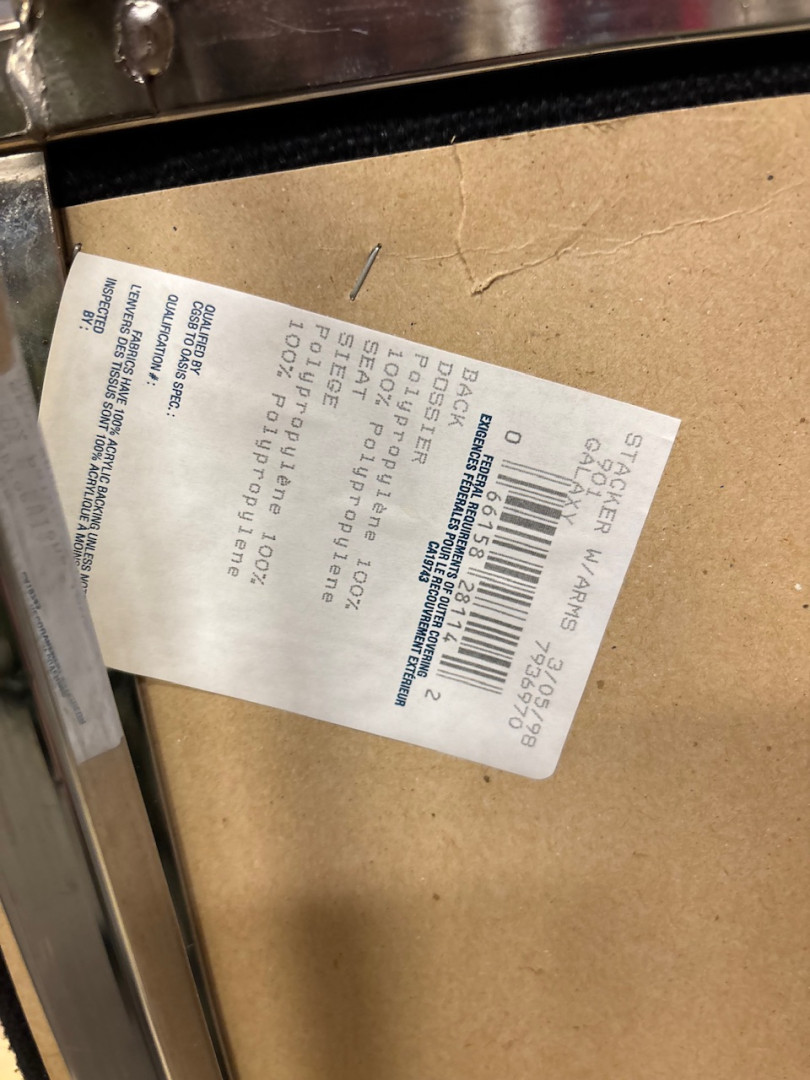 STACKER W/ARMS 3/05/98
901 7936970
GALAXY
0 66158 28114 2
FEDERAL REQUIREMENTS OF OUTER COVERING
EXIGENCES FÉDÉRALES POUR LE RECOUVREMENT EXTÉRIEUR
CA19743
BACK
DOSSIER
Polypropylène 100%
100% Polypropylene
SEAT
SIEGE
Polypropylène 100%
100% Polypropylene
QUALIFIED BY
CGSB TO OASIS SPEC.:
QUALIFICATION #:
FABRICS HAVE 100% ACRYLIC BACKING UNLESS
L'ENVERS DES TISSUS SONT 100% ACRYLIQUE À MOINS
INSPECTED
BY: